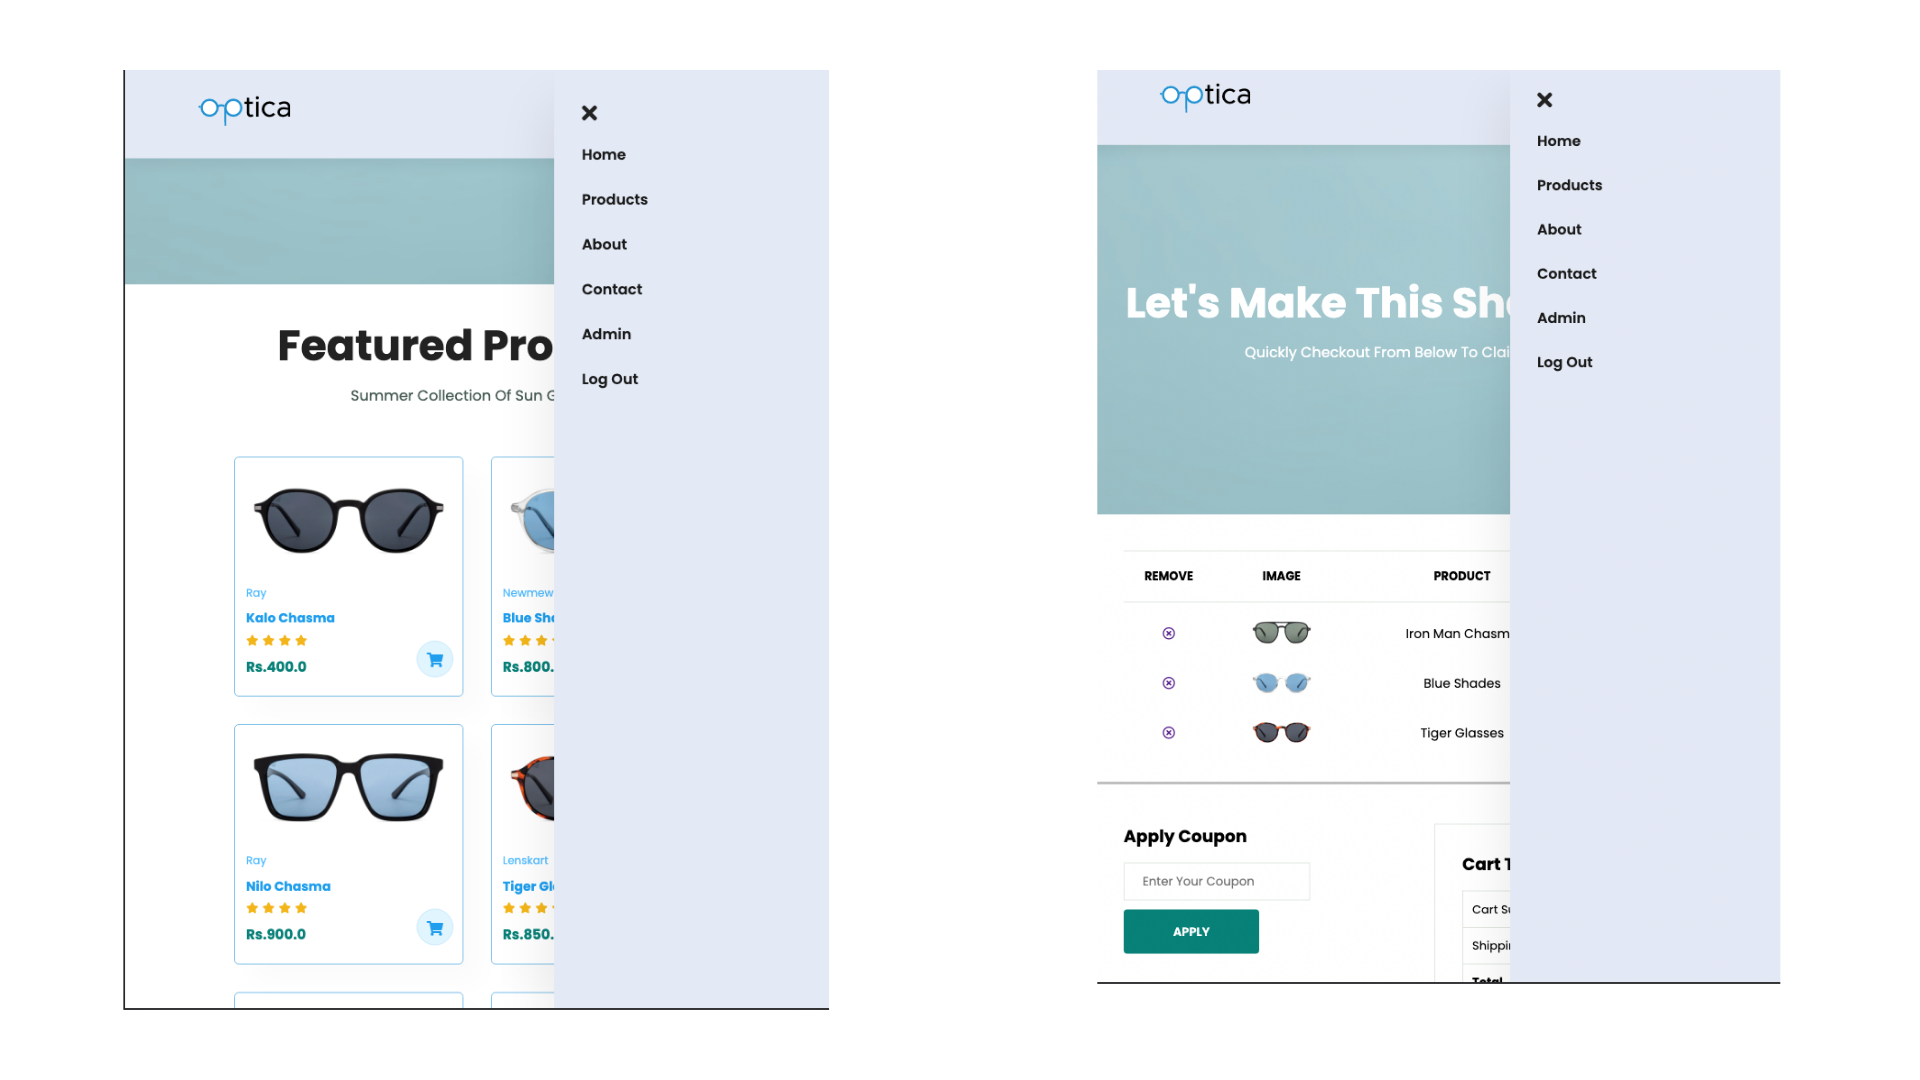 optica
Home
Products
About
Contact
Admin
Log Out
Featured Pro
Summer Collection Of Sun G
Ray
Kalo Chasma
Rs.400.0
Newmew
Blue Sh
Rs.800.
Ray
Nilo Chasma
Rs.900.0
Lenskart
Tiger Gl
Rs.850.
optica
Home
Products
About
Contact
Admin
Log Out
Let's Make This Sh
Quickly Checkout From Below To Clai
REMOVE IMAGE PRODUCT
Iron Man Chasm
Blue Shades
Tiger Glasses
Apply Coupon
Enter Your Coupon
APPLY
Cart T
Cart Su
Shippin
Total